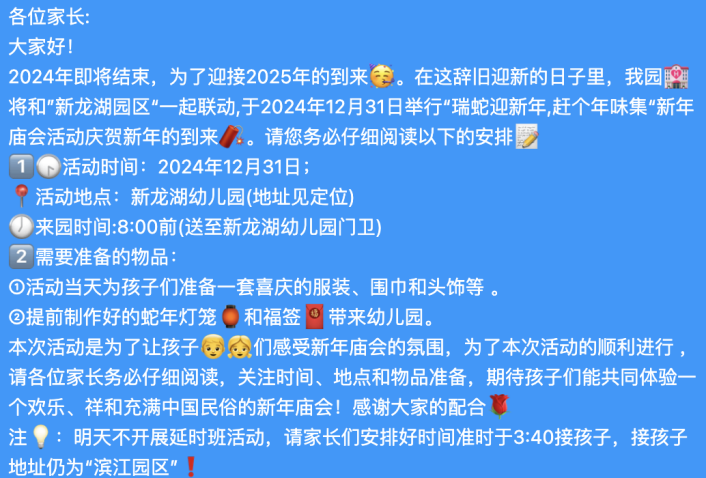 各位家长:
大家好！
2024年即将结束，为了迎接2025年的到来🥳。在这辞旧迎新的日子里，我园🏩
将和”新龙湖园区“一起联动,于2024年12月31日举行“瑞蛇迎新年,赶个年味集“新年
庙会活动庆贺新年的到来🧨。请您务必仔细阅读以下的安排📝
1️⃣🕟活动时间：2024年12月31日；
📍活动地点：新龙湖幼儿园(地址见定位)
🕖来园时间:8:00前(送至新龙湖幼儿园门卫)
2️⃣需要准备的物品：
①活动当天为孩子们准备一套喜庆的服装、围巾和头饰等 。
②提前制作好的蛇年灯笼🏮和福签🧧带来幼儿园。
本次活动是为了让孩子👦👧们感受新年庙会的氛围，为了本次活动的顺利进行 ，
请各位家长务必仔细阅读，关注时间、地点和物品准备，期待孩子们能共同体验一
个欢乐、祥和充满中国民俗的新年庙会！感谢大家的配合🌹
注💡：明天不开展延时班活动，请家长们安排好时间准时于3:40接孩子，接孩子
地址仍为“滨江园区”❗